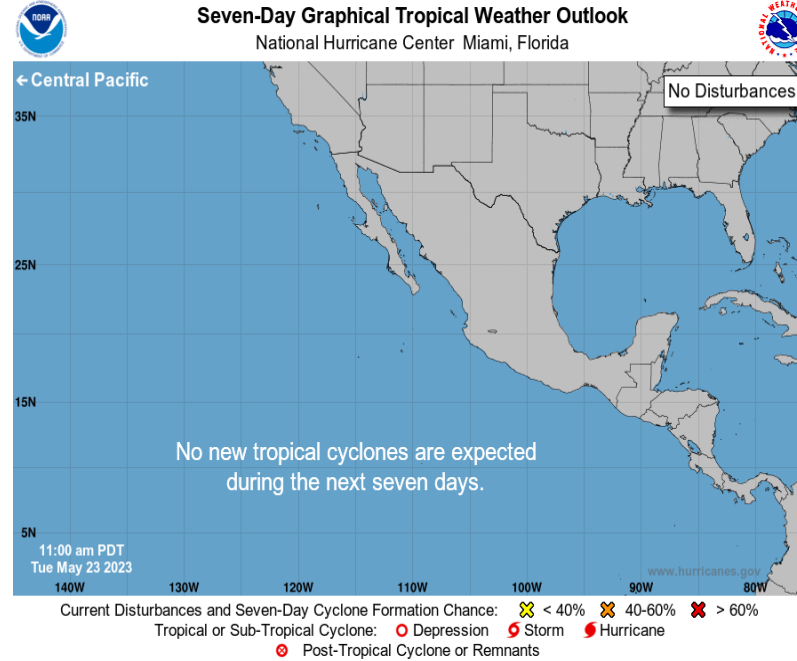 Seven-Day Graphical Tropical Weather Outlook
National Hurricane Center Miami, Florida
NOAA
Central Pacific
No Disturbances
35N
25N
15N
5N
No new tropical cyclones are expected
during the next seven days.
11:00 am PDT
Tue May 23 2023
www.hurricanes.gov
140W 130W 120W 110W 100W 90W 80W
Current Disturbances and Seven-Day Cyclone Formation Chance: < 40% 40-60% > 60%
Tropical or Sub-Tropical Cyclone: Depression Storm Hurricane
Post-Tropical Cyclone or Remnants